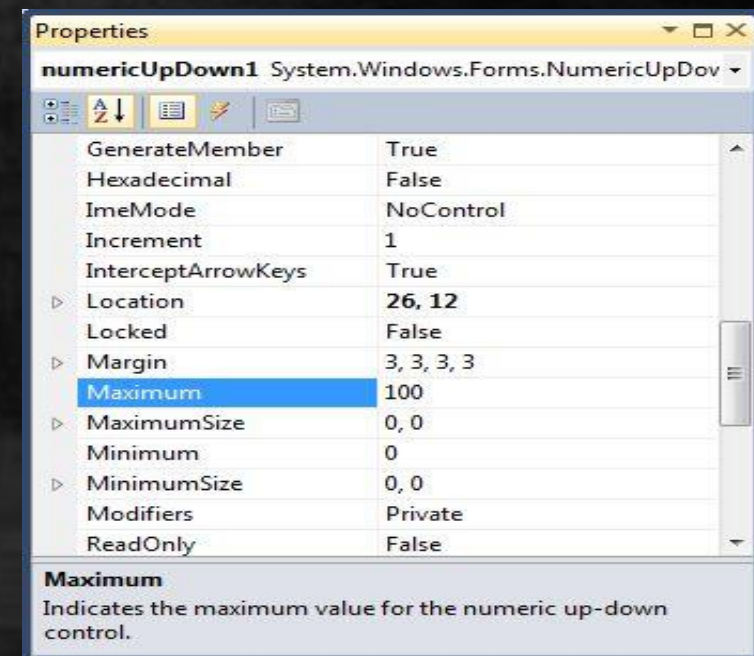 Properties
numericUpDown1 System.Windows.Forms.NumericUpDov
GenerateMember True
Hexadecimal False
ImeMode NoControl
Increment 1
InterceptArrowKeys True
Location 26, 12
Locked False
Margin 3, 3, 3, 3
Maximum 100
MaximumSize 0, 0
Minimum 0
MinimumSize 0, 0
Modifiers Private
ReadOnly False
Maximum
Indicates the maximum value for the numeric up-down
control.